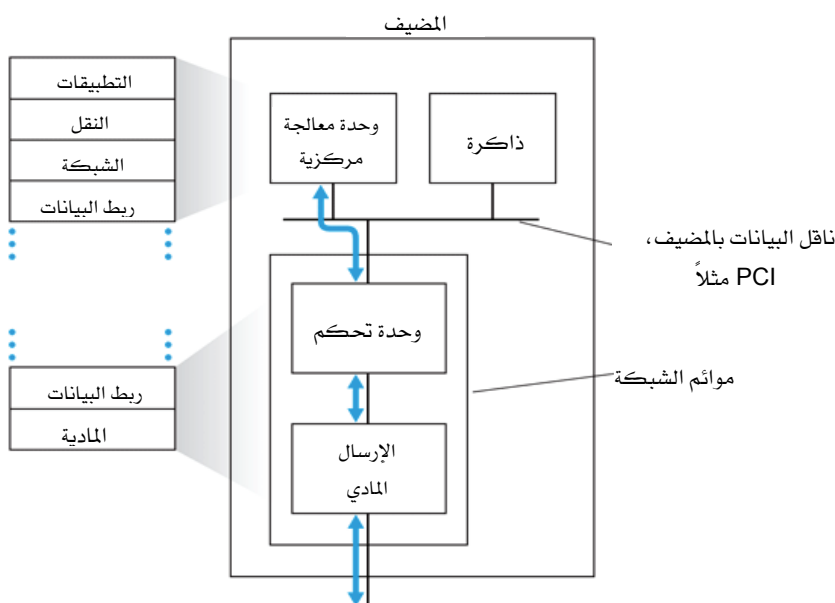 المضيف
التطبيقات
النقل
الشبكة
ربط البيانات
وحدة معالجة
مركزية
ذاكرة
ناقل البيانات بالمضيف،
PCI مثلاً
وحدة تحكم
موائم الشبكة
ربط البيانات
المادية
الإرسال
المادي